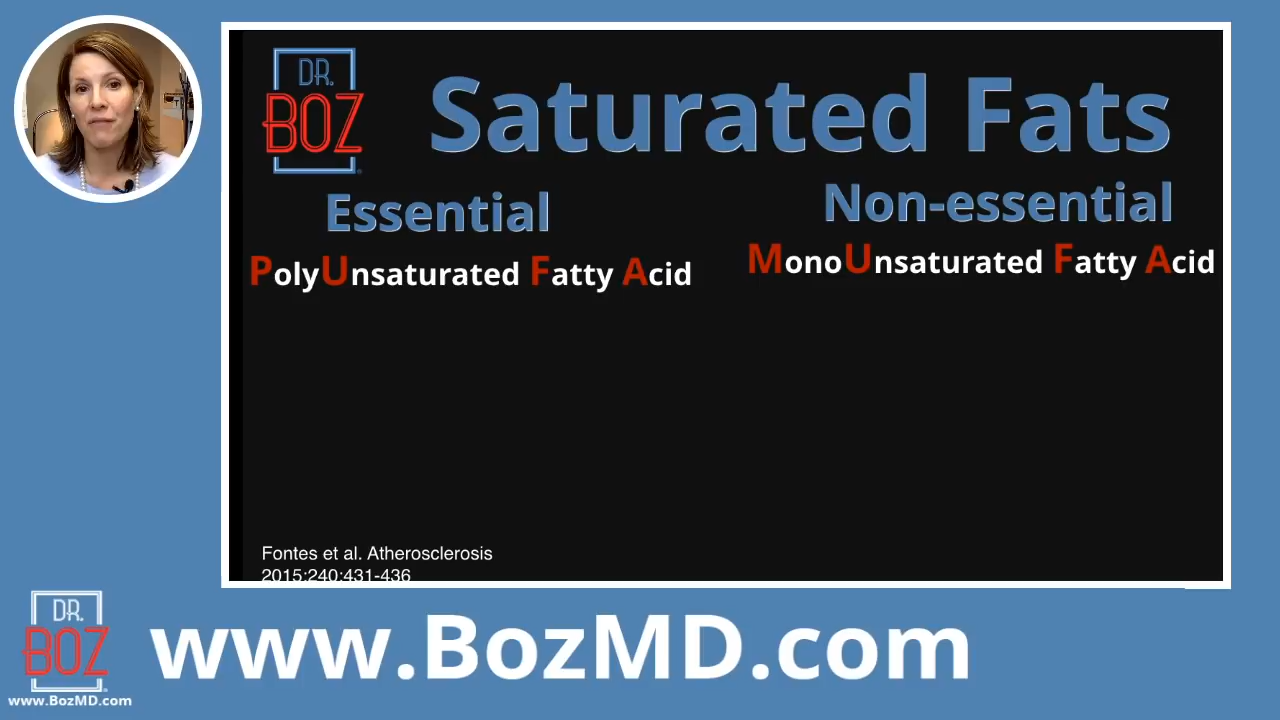 DR.
BOZ
Saturated Fats
Essential
Non-essential
PolyUnsaturated Fatty Acid
MonoUnsaturated Fatty Acid
Fontes et al. Atherosclerosis
2015;240:431-436
DR.
BOZ
www.BozMD.com
www.BozMD.com